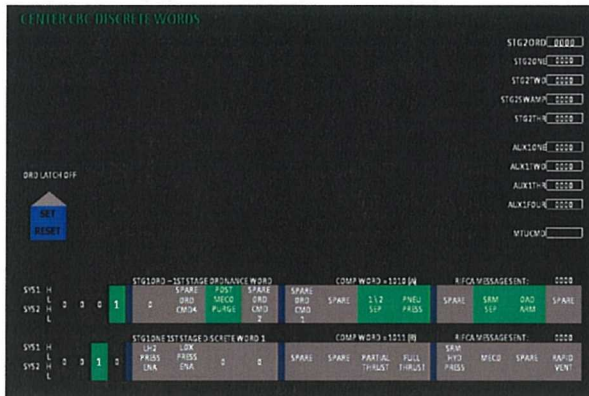 CENTER CBC DISCRETE WORDS
STG2ORD 0000
STG2ONE 0000
STG2TWO 0000
STG2SWAMP 0000
STG2THR 0000
AUX1ONE 0000
AUX1TWO 0000
AUX1THR 0000
AUX1FOUR 0000
MTUCMD
ORD LATCH OFF
SET
RESET
STG1ORD - 1ST STAGE ORDNANCE WORD COMP WORD = 1010 (A) RIFCA MESSAGE SENT: 0000
SYS1 H
L
SYS2 H
L
0 0 0 1
0
SPARE ORD CMD4
POST MECO PURGE
SPARE ORD CMD 2
SPARE ORD CMD 1
SPARE
1\2 SEP
PNEU PRESS
SPARE
SRM SEP
OAD ARM
SPARE
STG1ONE 1ST STAGE DISCRETE WORD 1 COMP WORD = 1011 (B) RIFCA MESSAGE SENT: 0000
SYS1 H
L
SYS2 H
L
0 0 1 0
LH2 PRESS ENA
LOX PRESS ENA
0
0
SPARE
SPARE
PARTIAL THRUST
FULL THRUST
SRM HYD PRESS
MECO
SPARE
RAPID VENT